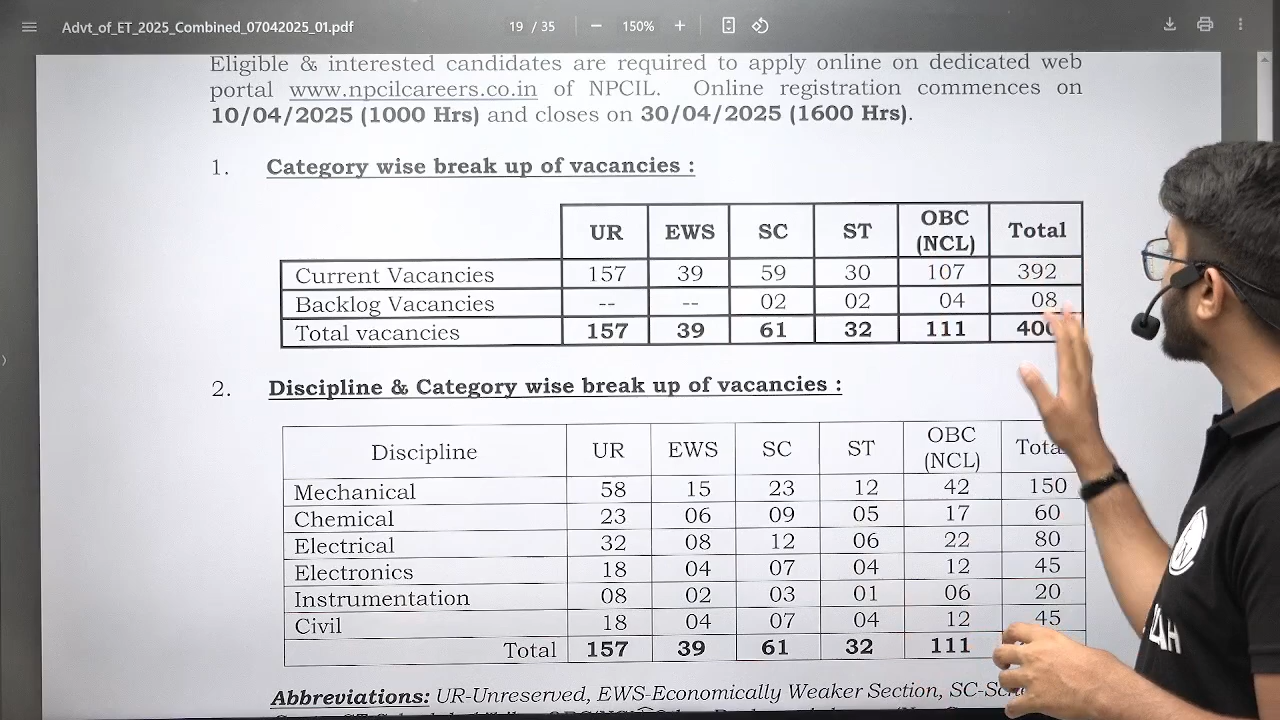 Advt_of_ET_2025_Combined_07042025_01.pdf 19 / 35 150%
Eligible & interested candidates are required to apply online on dedicated web
portal www.npcilcareers.co.in of NPCIL. Online registration commences on
10/04/2025 (1000 Hrs) and closes on 30/04/2025 (1600 Hrs).
1. Category wise break up of vacancies :
UR EWS SC ST OBC (NCL) Total
Current Vacancies 157 39 59 30 107 392
Backlog Vacancies -- -- 02 02 04 08
Total vacancies 157 39 61 32 111 400
2. Discipline & Category wise break up of vacancies :
Discipline UR EWS SC ST OBC (NCL) Total
Mechanical 58 15 23 12 42 150
Chemical 23 06 09 05 17 60
Electrical 32 08 12 06 22 80
Electronics 18 04 07 04 12 45
Instrumentation 08 02 03 01 06 20
Civil 18 04 07 04 12 45
Total 157 39 61 32 111
Abbreviations: UR-Unreserved, EWS-Economically Weaker Section,